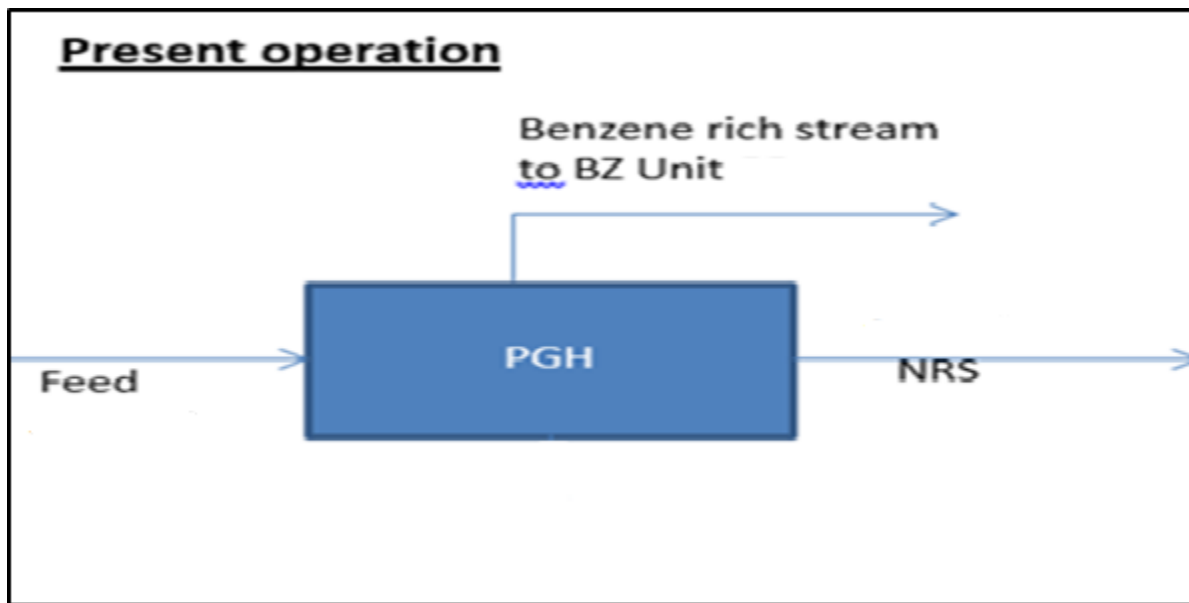 Present operation
Benzene rich stream
to BZ Unit
PGH
Feed
NRS